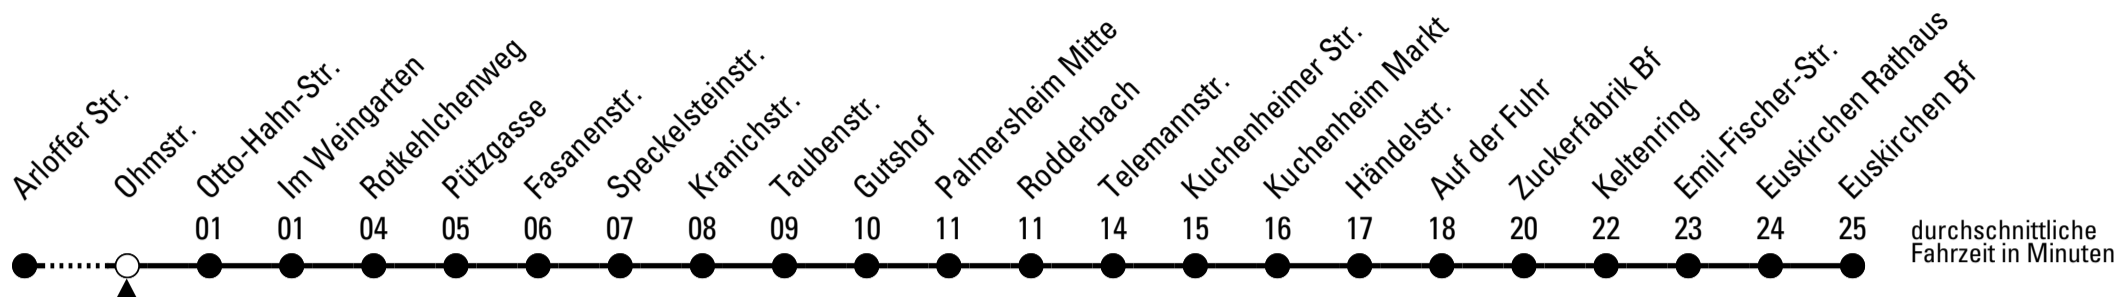 Arloffer Str.
Ohmstr.
Otto-Hahn-Str.
Im Weingarten
Rotkehlchenweg
Pützgasse
Fasanenstr.
Speckelsteinstr.
Kranichstr.
Taubenstr.
Gutshof
Palmersheim Mitte
Rodderbach
Telemannstr.
Kuchenheimer Str.
Kuchenheim Markt
Händelstr.
Auf der Fuhr
Zuckerfabrik Bf
Keltenring
Emil-Fischer-Str.
Euskirchen Rathaus
Euskirchen Bf
01 01 04 05 06 07 08 09 10 11 11 14 15 16 17 18 20 22 23 24 25
durchschnittliche
Fahrzeit in Minuten